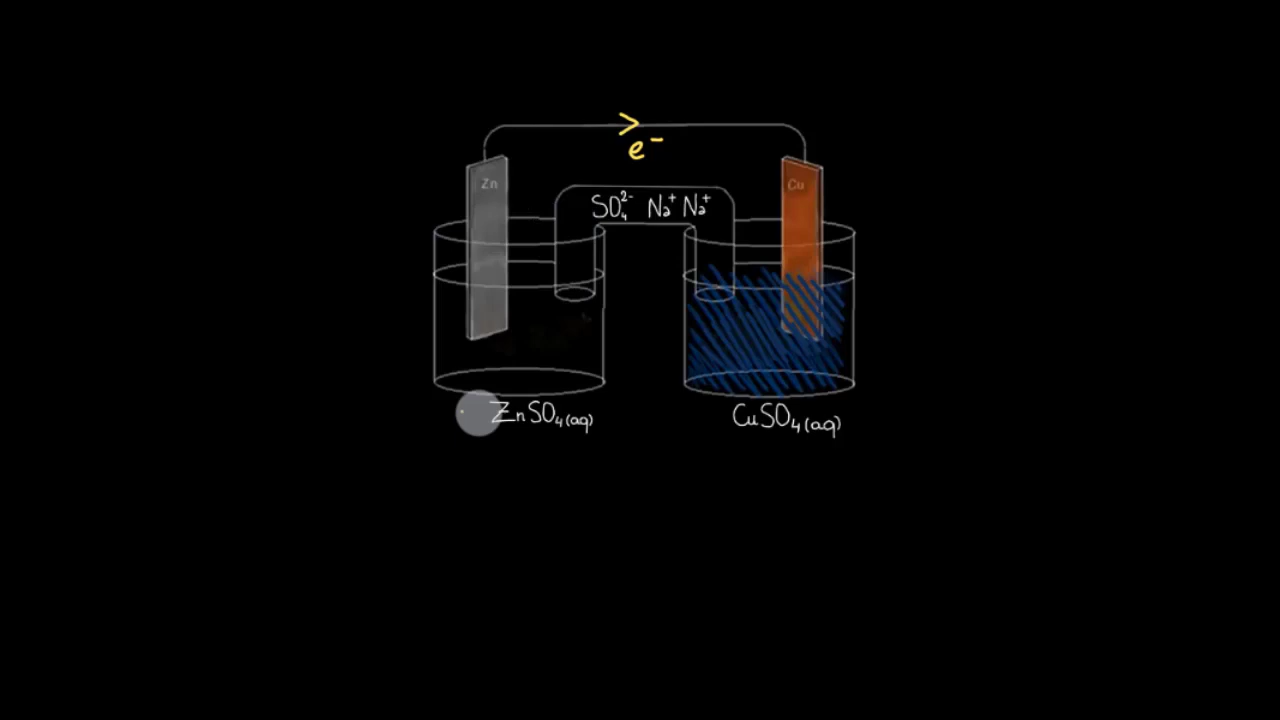 e⁻
Zn
Cu
SO₄²⁻ Na⁺ Na⁺
ZnSO₄(aq)
CuSO₄(aq)